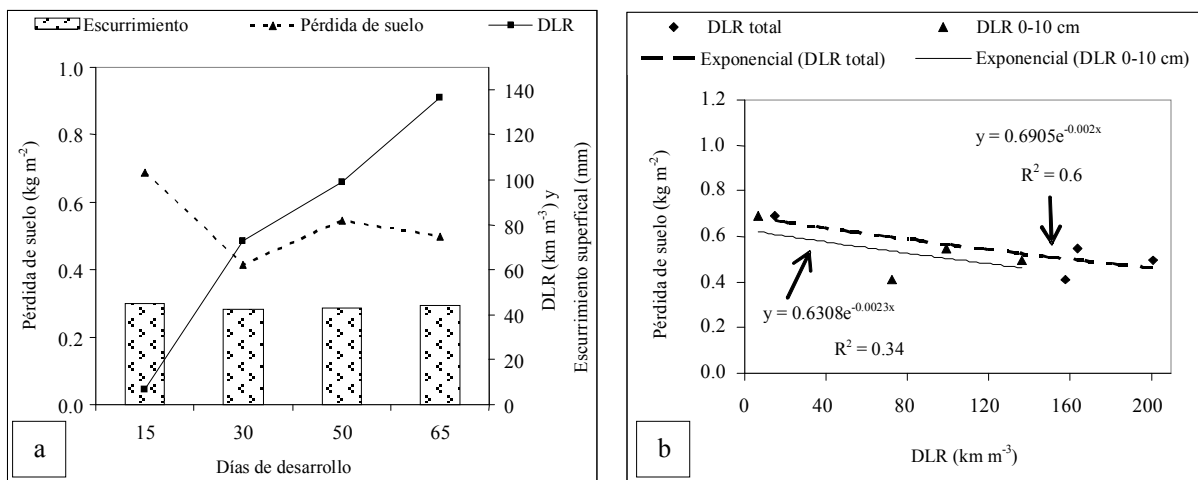 Escurrimiento Pérdida de suelo DLR
1.0
0.8
0.6
0.4
0.2
0.0
Pérdida de suelo (kg m-2)
140
120
100
80
60
40
20
0
DLR (km m-3) y
Escurrimiento superfical (mm)
15 30 50 65
Días de desarrollo
a
DLR total DLR 0-10 cm
Exponencial (DLR total) Exponencial (DLR 0-10 cm)
1.2
1.0
0.8
0.6
0.4
0.2
0.0
Pérdida de suelo (kg m-2)
y = 0.6905e-0.002x
R2 = 0.6
y = 0.6308e-0.0023x
R2 = 0.34
0 40 80 120 160 200
DLR (km m-3)
b